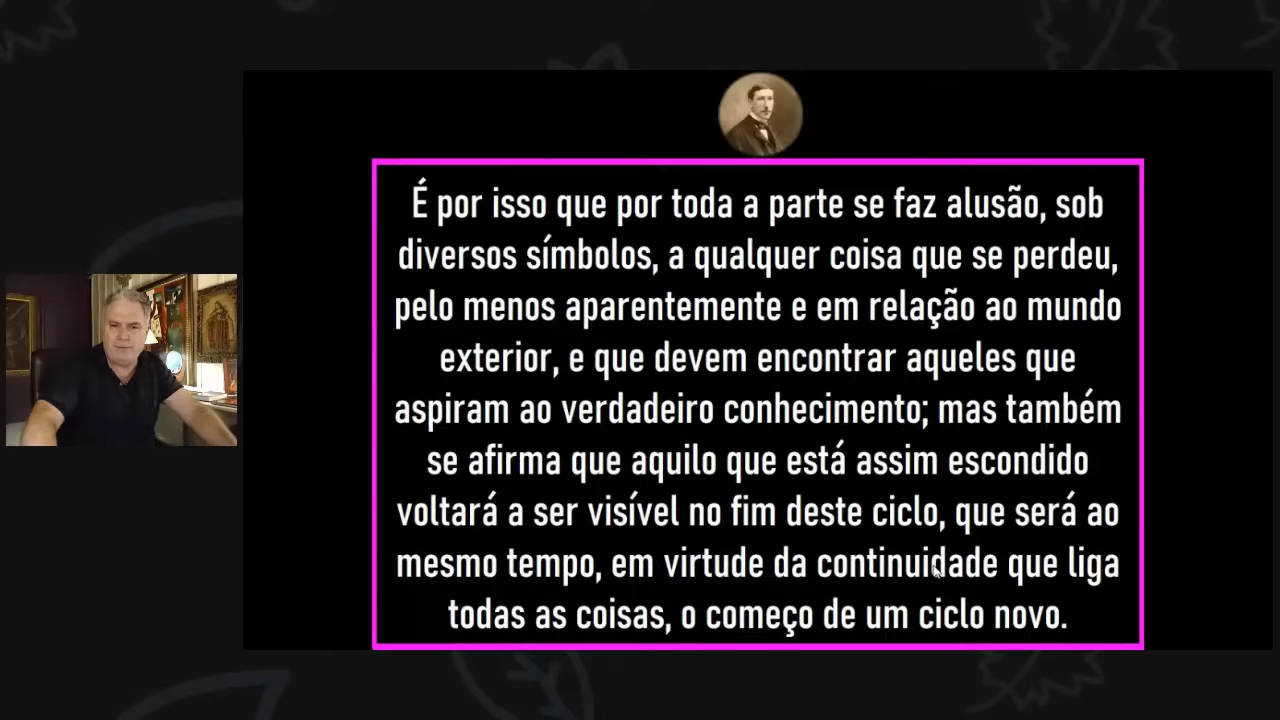 É por isso que por toda a parte se faz alusão, sob
diversos símbolos, a qualquer coisa que se perdeu,
pelo menos aparentemente e em relação ao mundo
exterior, e que devem encontrar aqueles que
aspiram ao verdadeiro conhecimento; mas também
se afirma que aquilo que está assim escondido
voltará a ser visível no fim deste ciclo, que será ao
mesmo tempo, em virtude da continuidade que liga
todas as coisas, o começo de um ciclo novo.